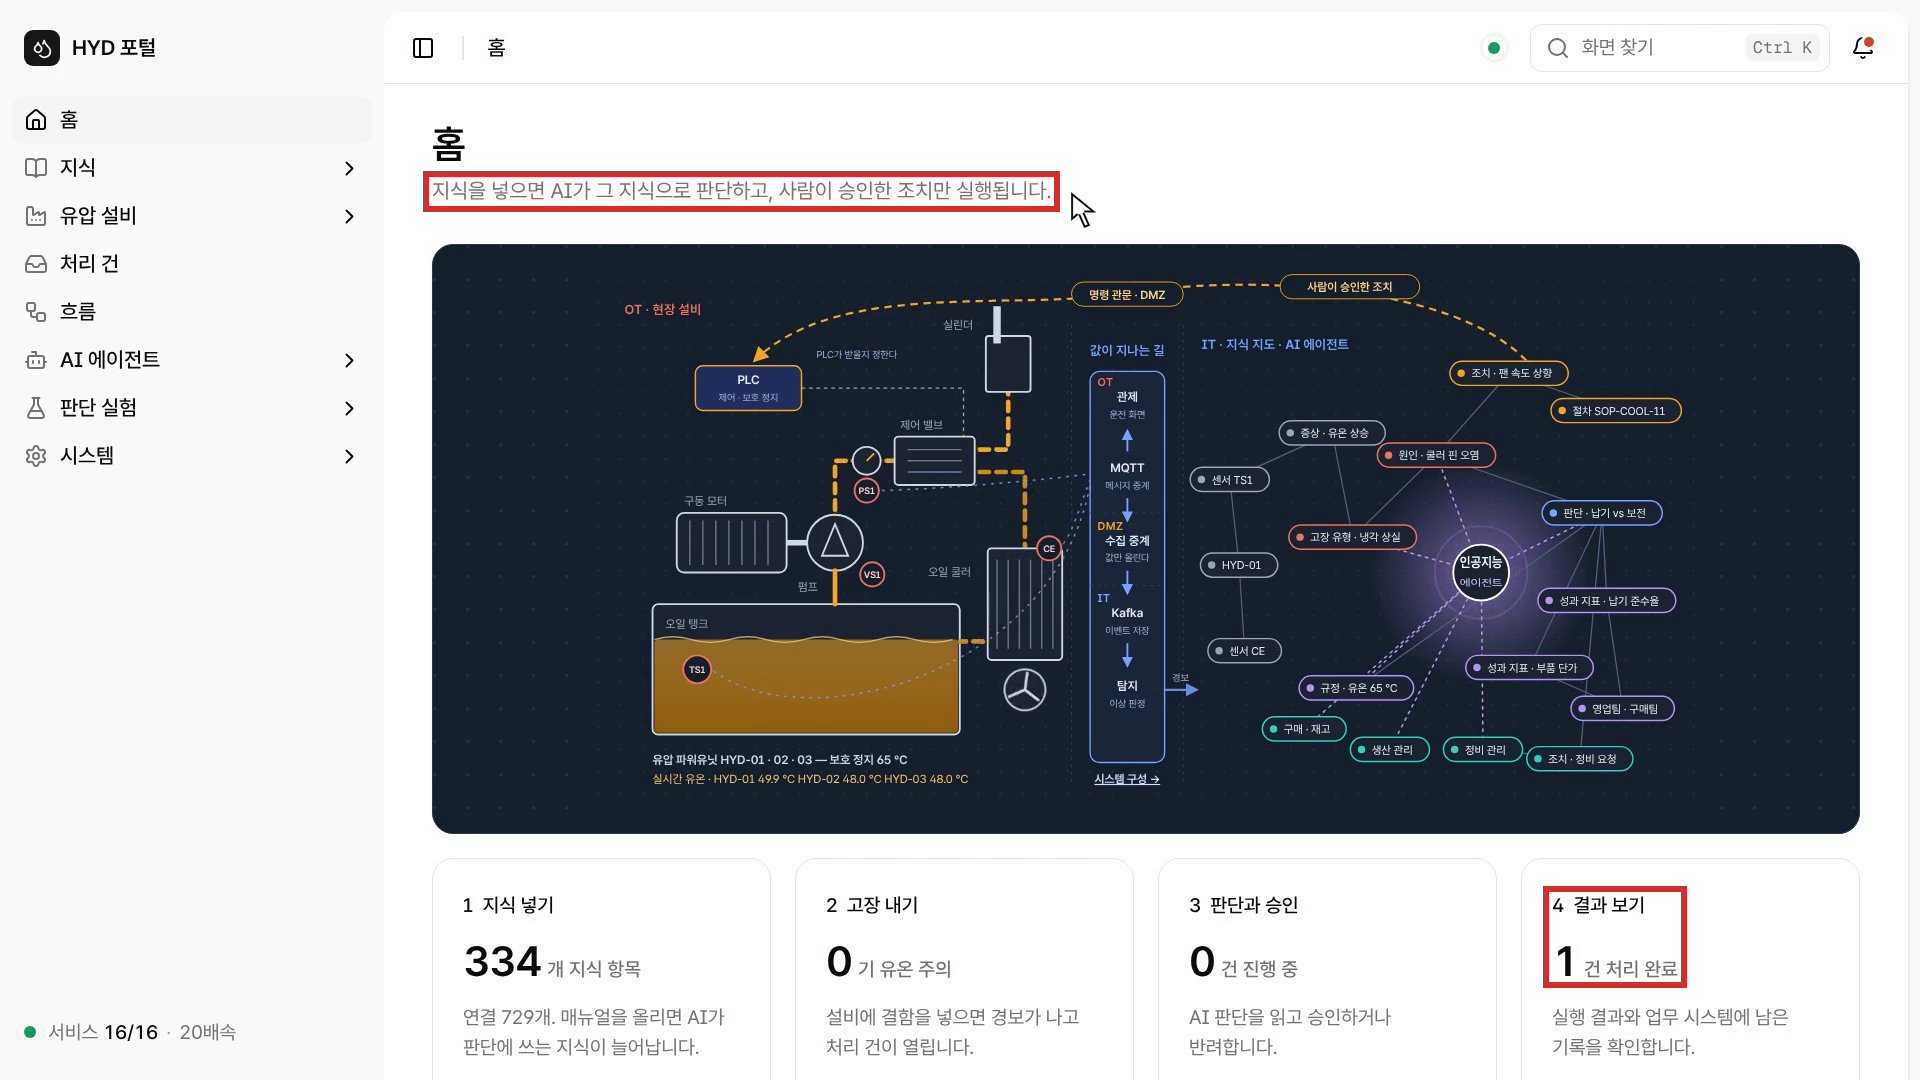 HYD 포털
홈
지식
유압 설비
처리 건
흐름
AI 에이전트
판단 실험
시스템
서비스 16/16 · 20배속
홈
화면 찾기
Ctrl K
홈
지식을 넣으면 AI가 그 지식으로 판단하고, 사람이 승인한 조치만 실행됩니다.
OT · 현장 설비
명령 관문 · DMZ
사람이 승인한 조치
실린더
PLC가 받을지 정한다
PLC
제어 · 보호 정지
제어 밸브
PS1
구동 모터
VS1
펌프
오일 쿨러
CE
오일 탱크
TS1
유압 파워유닛 HYD-01 · 02 · 03 — 보호 정지 65 °C
실시간 유온 · HYD-01 49.9 °C HYD-02 48.0 °C HYD-03 48.0 °C
값이 지나는 길
OT
관제
운전 화면
MQTT
메시지 중계
DMZ
수집 중계
값만 올린다
IT
Kafka
이벤트 저장
탐지
이상 판정
경보
시스템 구성 →
IT · 지식 지도 · AI 에이전트
조치 · 팬 속도 상향
절차 SOP-COOL-11
증상 · 유온 상승
원인 · 쿨러 핀 오염
센서 TS1
판단 · 납기 vs 보전
고장 유형 · 냉각 상실
HYD-01
인공지능
에이전트
성과 지표 · 납기 준수율
센서 CE
성과 지표 · 부품 단가
규정 · 유온 65 °C
영업팀 · 구매팀
구매 · 재고
생산 관리
정비 관리
조치 · 정비 요청
1 지식 넣기
334 개 지식 항목
연결 729개. 매뉴얼을 올리면 AI가
판단에 쓰는 지식이 늘어납니다.
2 고장 내기
0 기 유온 주의
설비에 결함을 넣으면 경보가 나고
처리 건이 열립니다.
3 판단과 승인
0 건 진행 중
AI 판단을 읽고 승인하거나
반려합니다.
4 결과 보기
1 건 처리 완료
실행 결과와 업무 시스템에 남은
기록을 확인합니다.